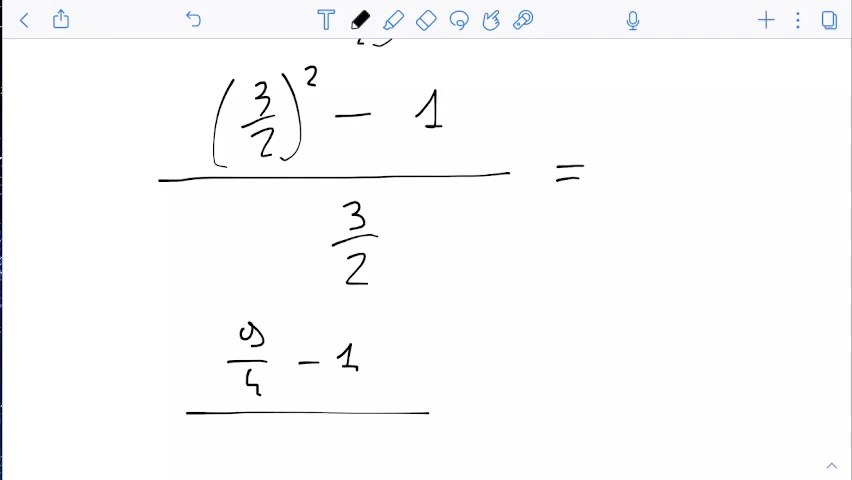 (3/2)² - 1
=
3/2
9/4 - 1